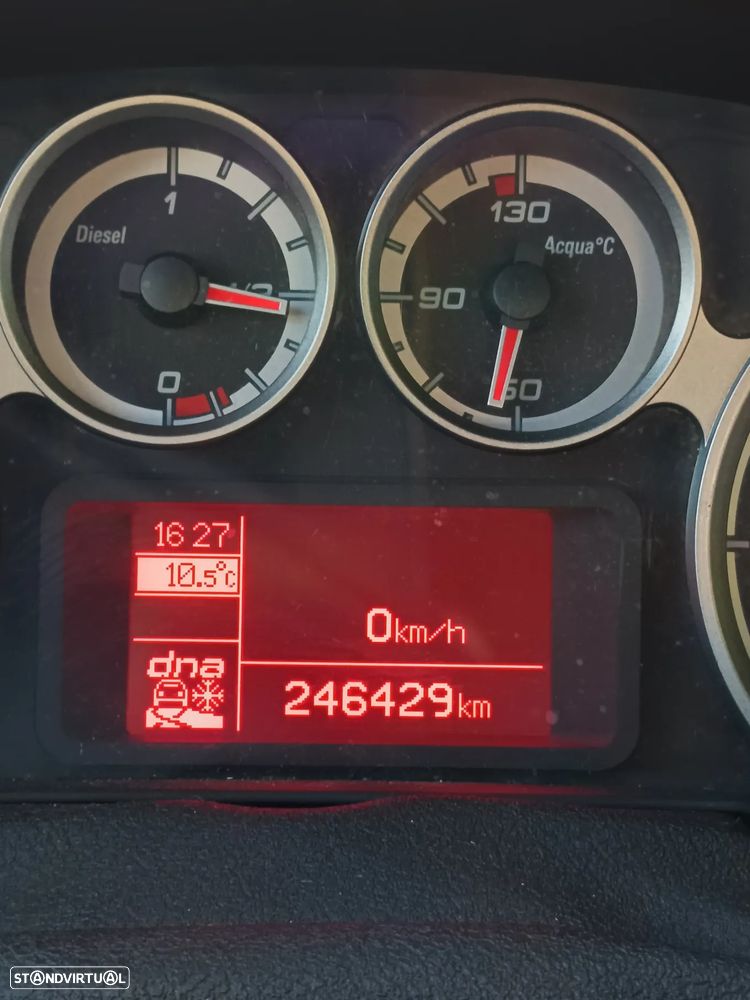 1
Diesel
1/2
0
130
Acqua°C
90
60
16 27
10.5°C
0km/h
dna
246429km
STANDVIRTUAL